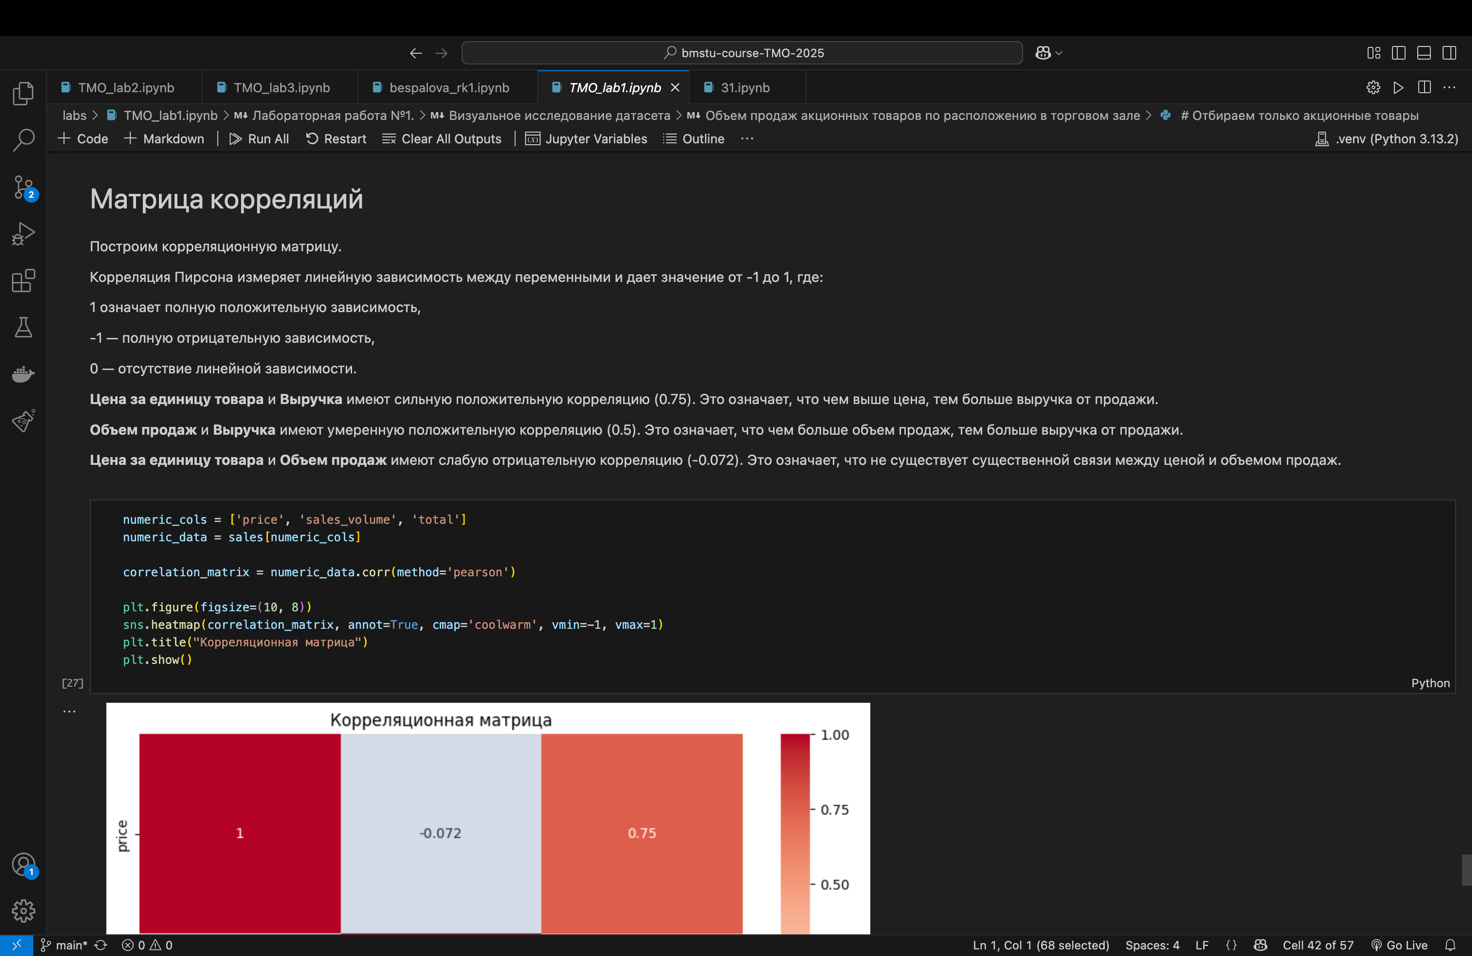 bmstu-course-TMO-2025
TMO_lab2.ipynb
TMO_lab3.ipynb
bespalova_rk1.ipynb
TMO_lab1.ipynb
31.ipynb
labs > TMO_lab1.ipynb > M↓ Лабораторная работа №1. > M↓ Визуальное исследование датасета > M↓ Объем продаж акционных товаров по расположению в торговом зале > # Отбираем только акционные товары
+ Code + Markdown Run All Restart Clear All Outputs Jupyter Variables Outline ...
.venv (Python 3.13.2)
2
Матрица корреляций
Построим корреляционную матрицу.
Корреляция Пирсона измеряет линейную зависимость между переменными и дает значение от -1 до 1, где:
1 означает полную положительную зависимость,
-1 — полную отрицательную зависимость,
0 — отсутствие линейной зависимости.
Цена за единицу товара и Выручка имеют сильную положительную корреляцию (0.75). Это означает, что чем выше цена, тем больше выручка от продажи.
Объем продаж и Выручка имеют умеренную положительную корреляцию (0.5). Это означает, что чем больше объем продаж, тем больше выручка от продажи.
Цена за единицу товара и Объем продаж имеют слабую отрицательную корреляцию (-0.072). Это означает, что не существует существенной связи между ценой и объемом продаж.
numeric_cols = ['price', 'sales_volume', 'total']
numeric_data = sales[numeric_cols]
correlation_matrix = numeric_data.corr(method='pearson')
plt.figure(figsize=(10, 8))
sns.heatmap(correlation_matrix, annot=True, cmap='coolwarm', vmin=-1, vmax=1)
plt.title("Корреляционная матрица")
plt.show()
[27]
Python
...
Корреляционная матрица
price
1
-0.072
0.75
1.00
0.75
0.50
1
main* 0 0
Ln 1, Col 1 (68 selected) Spaces: 4 LF {} Cell 42 of 57 Go Live